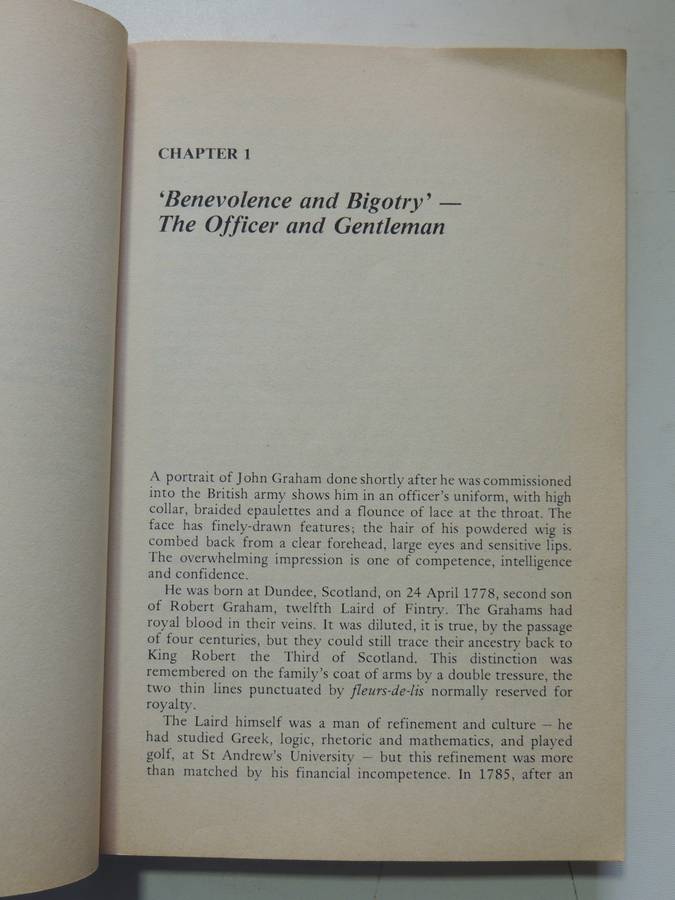 CHAPTER 1
‘Benevolence and Bigotry’ —
The Officer and Gentleman
A portrait of John Graham done shortly after he was commissioned
into the British army shows him in an officer’s uniform, with high
collar, braided epaulettes and a flounce of lace at the throat. The
face has finely-drawn features; the hair of his powdered wig is
combed back from a clear forehead, large eyes and sensitive lips.
The overwhelming impression is one of competence, intelligence
and confidence.
He was born at Dundee, Scotland, on 24 April 1778, second son
of Robert Graham, twelfth Laird of Fintry. The Grahams had
royal blood in their veins. It was diluted, it is true, by the passage
of four centuries, but they could still trace their ancestry back to
King Robert the Third of Scotland. This distinction was
remembered on the family’s coat of arms by a double tressure, the
two thin lines punctuated by fleurs-de-lis normally reserved for
royalty.
The Laird himself was a man of refinement and culture — he
had studied Greek, logic, rhetoric and mathematics, and played
golf, at St Andrew’s University — but this refinement was more
than matched by his financial incompetence. In 1785, after an